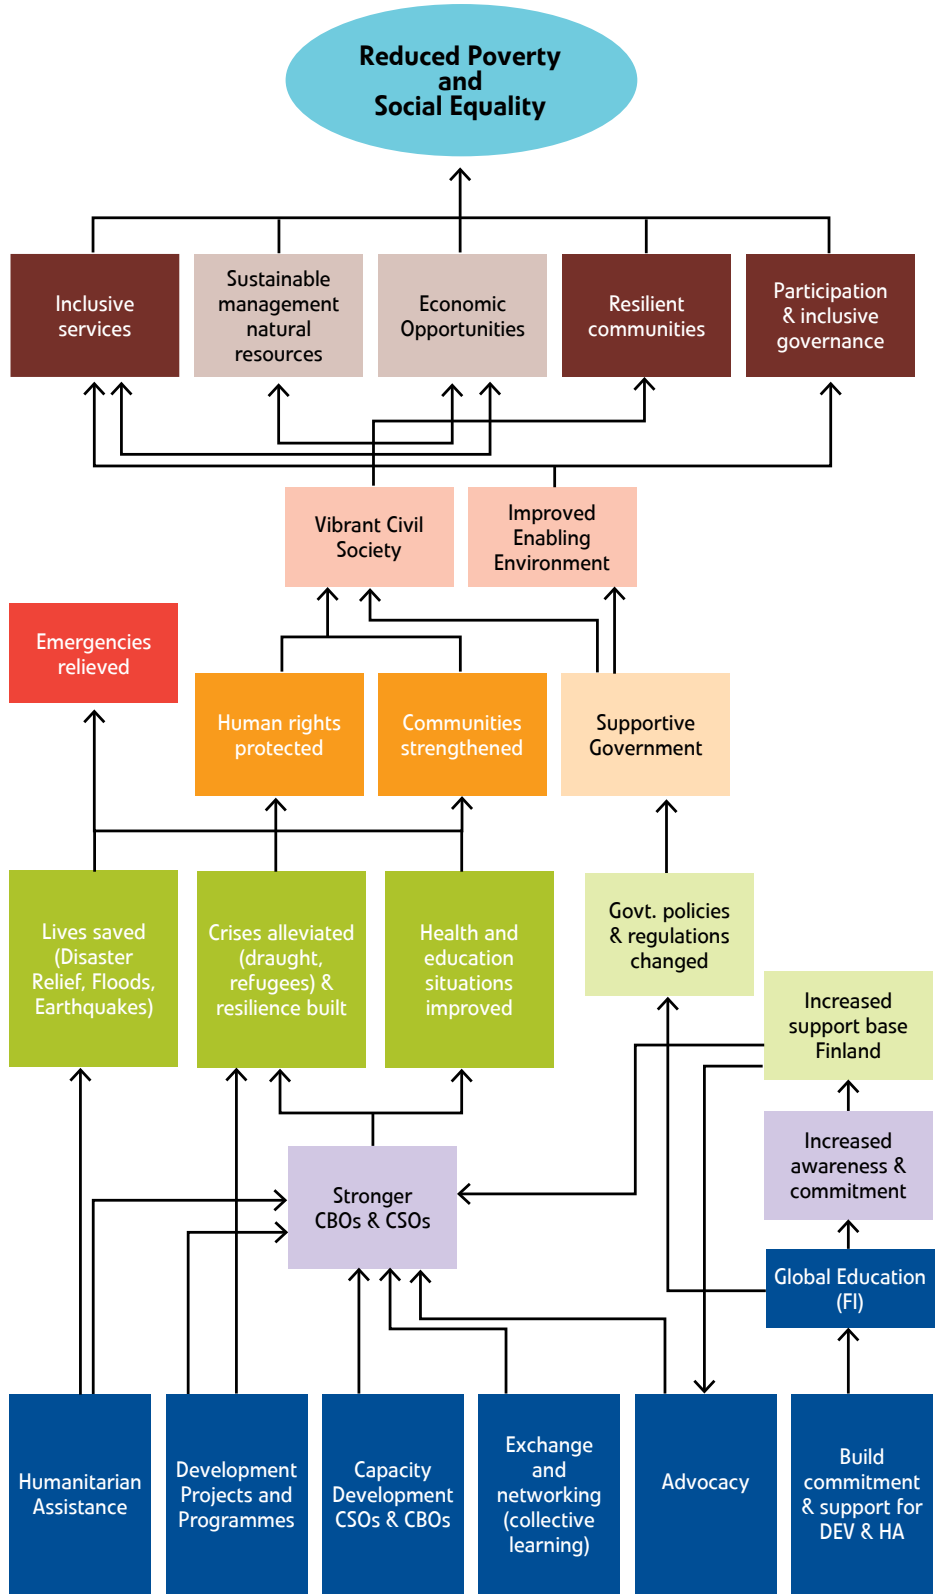 Reduced Poverty
and
Social Equality
Inclusive
services
Sustainable
management
natural
resources
Economic
Opportunities
Resilient
communities
Participation
& inclusive
governance
Vibrant Civil
Society
Improved
Enabling
Environment
Emergencies
relieved
Human rights
protected
Communities
strengthened
Supportive
Government
Lives saved
(Disaster
Relief, Floods,
Earthquakes)
Crises alleviated
(draught,
refugees) &
resilience built
Health and
education
situations
improved
Govt. policies
& regulations
changed
Increased
support base
Finland
Increased
awareness &
commitment
Stronger
CBOs & CSOs
Global Education
(FI)
Humanitarian
Assistance
Development
Projects and
Programmes
Capacity
Development
CSOs & CBOs
Exchange
and
networking
(collective
learning)
Advocacy
Build
commitment
& support for
DEV & HA